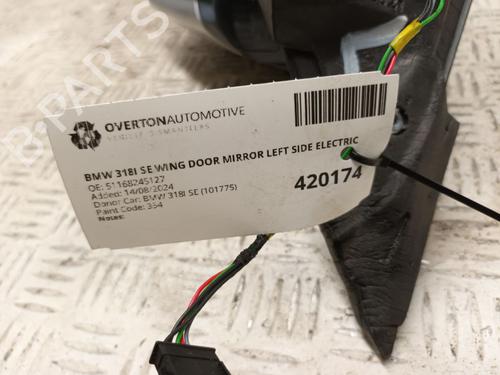 OVERTONAUTOMOTIVE
VEHICLE DISMANTLERS
BMW 318I SE WING DOOR MIRROR LEFT SIDE ELECTRIC
OE: 51168245127
Added: 14/08/2024
Donor Car: BMW 318I SE (101775)
Paint Code: 354
Notes:
420174
B-PARTS